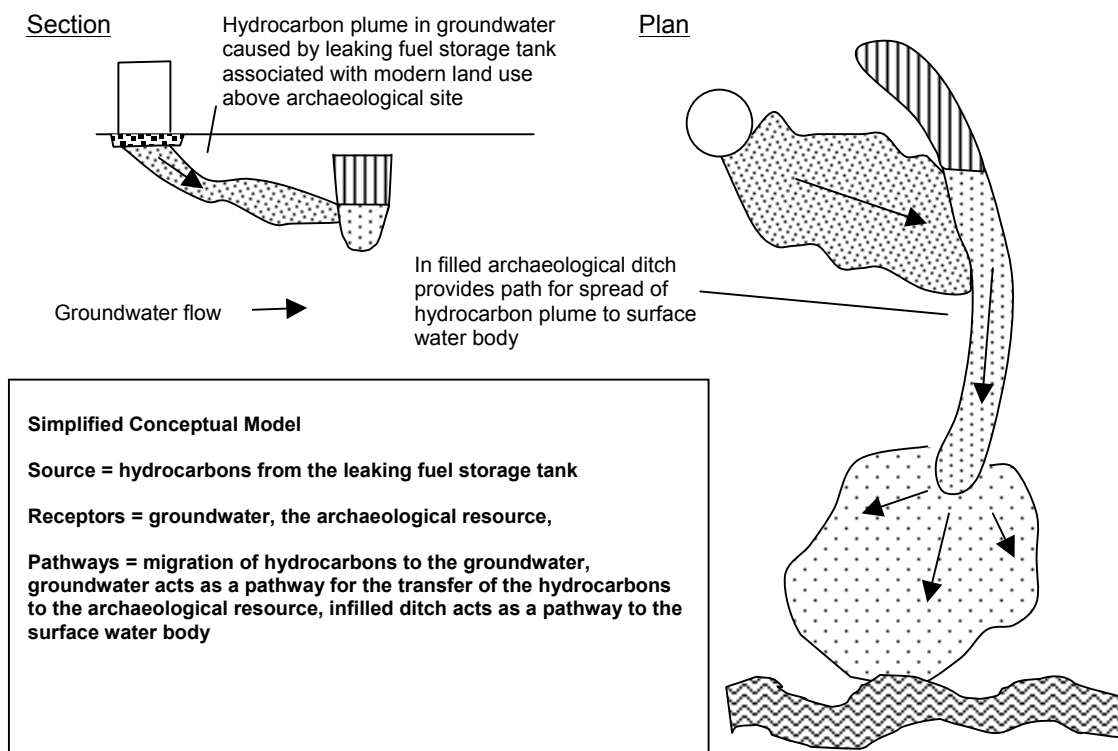 Section
Hydrocarbon plume in groundwater
caused by leaking fuel storage tank
associated with modern land use
above archaeological site
Plan
In filled archaeological ditch
provides path for spread of
hydrocarbon plume to surface
water body
Groundwater flow
Simplified Conceptual Model
Source = hydrocarbons from the leaking fuel storage tank
Receptors = groundwater, the archaeological resource,
Pathways = migration of hydrocarbons to the groundwater,
groundwater acts as a pathway for the transfer of the hydrocarbons
to the archaeological resource, infilled ditch acts as a pathway to the
surface water body